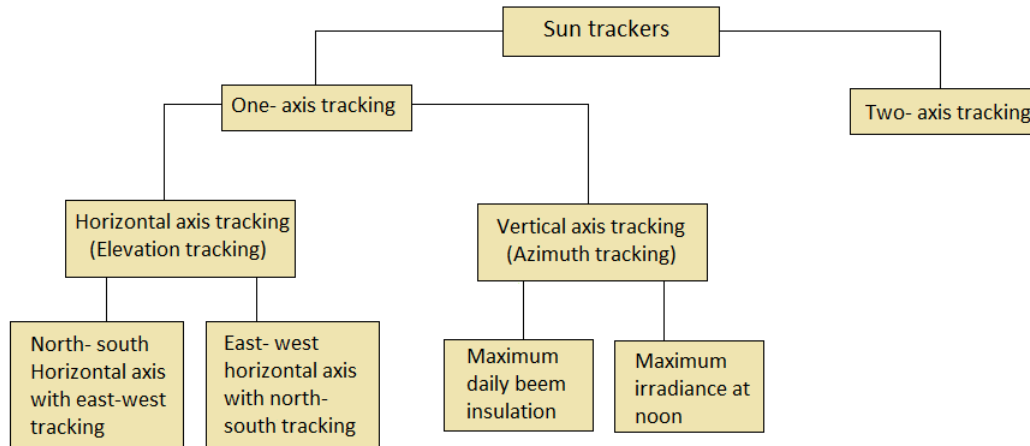 Sun trackers
One- axis tracking
Two- axis tracking
Horizontal axis tracking
(Elevation tracking)
Vertical axis tracking
(Azimuth tracking)
North- south
Horizontal axis
with east-west
tracking
East- west
horizontal axis
with north-
south tracking
Maximum
daily beem
insulation
Maximum
irradiance at
noon